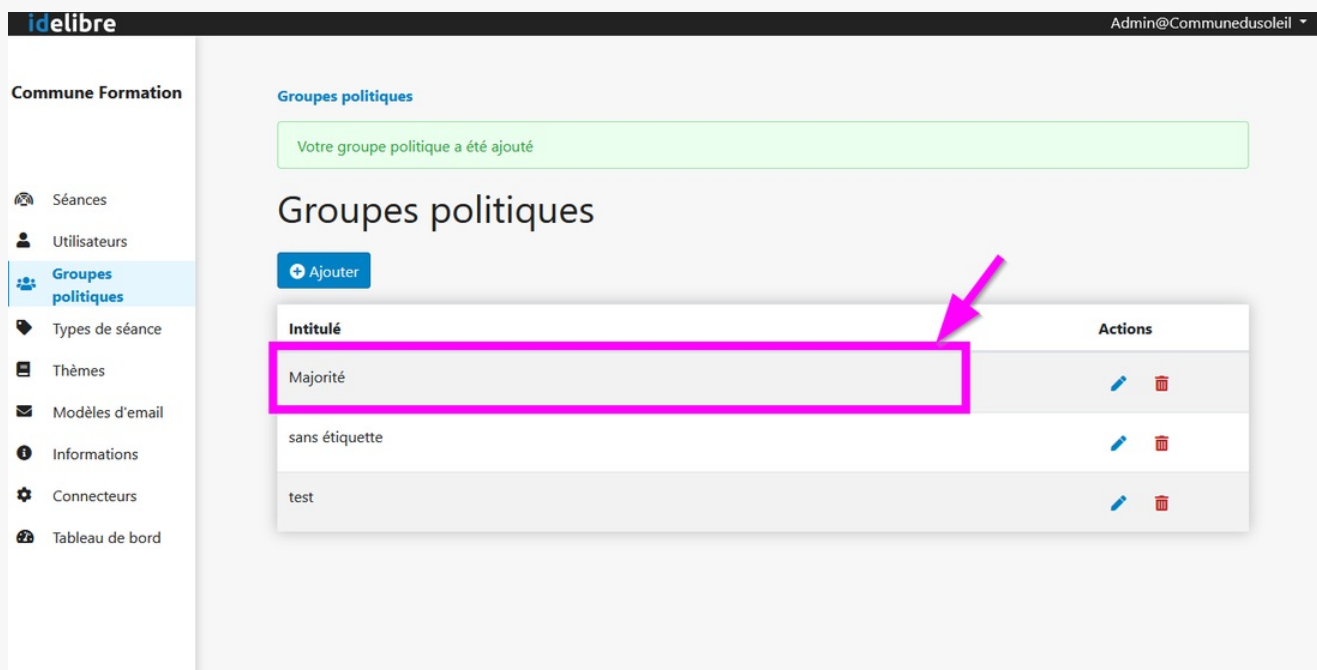 idelibre
Admin@Communedusoleil
Commune Formation
Séances
Utilisateurs
Groupes
politiques
Types de séance
Thèmes
Modèles d'email
Informations
Connecteurs
Tableau de bord
Groupes politiques
Votre groupe politique a été ajouté
Groupes politiques
Ajouter
Intitulé Actions
Majorité
sans étiquette
test